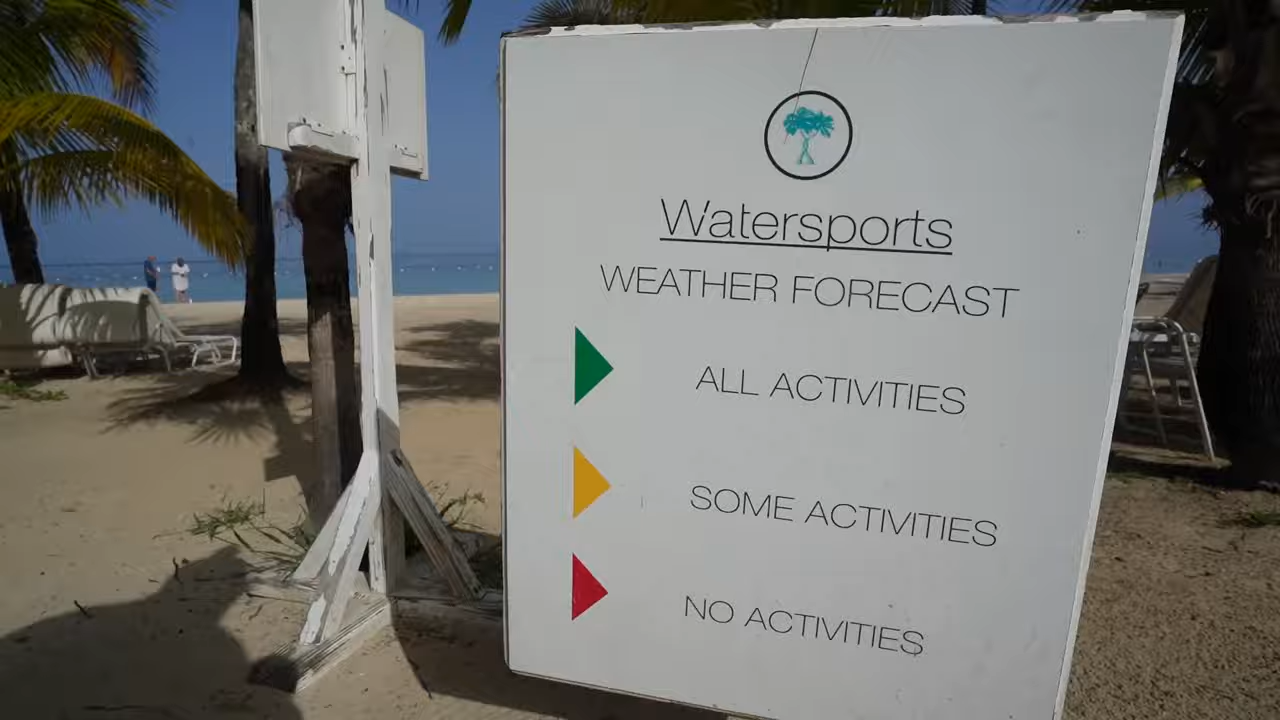 Watersports
WEATHER FORECAST
ALL ACTIVITIES
SOME ACTIVITIES
NO ACTIVITIES